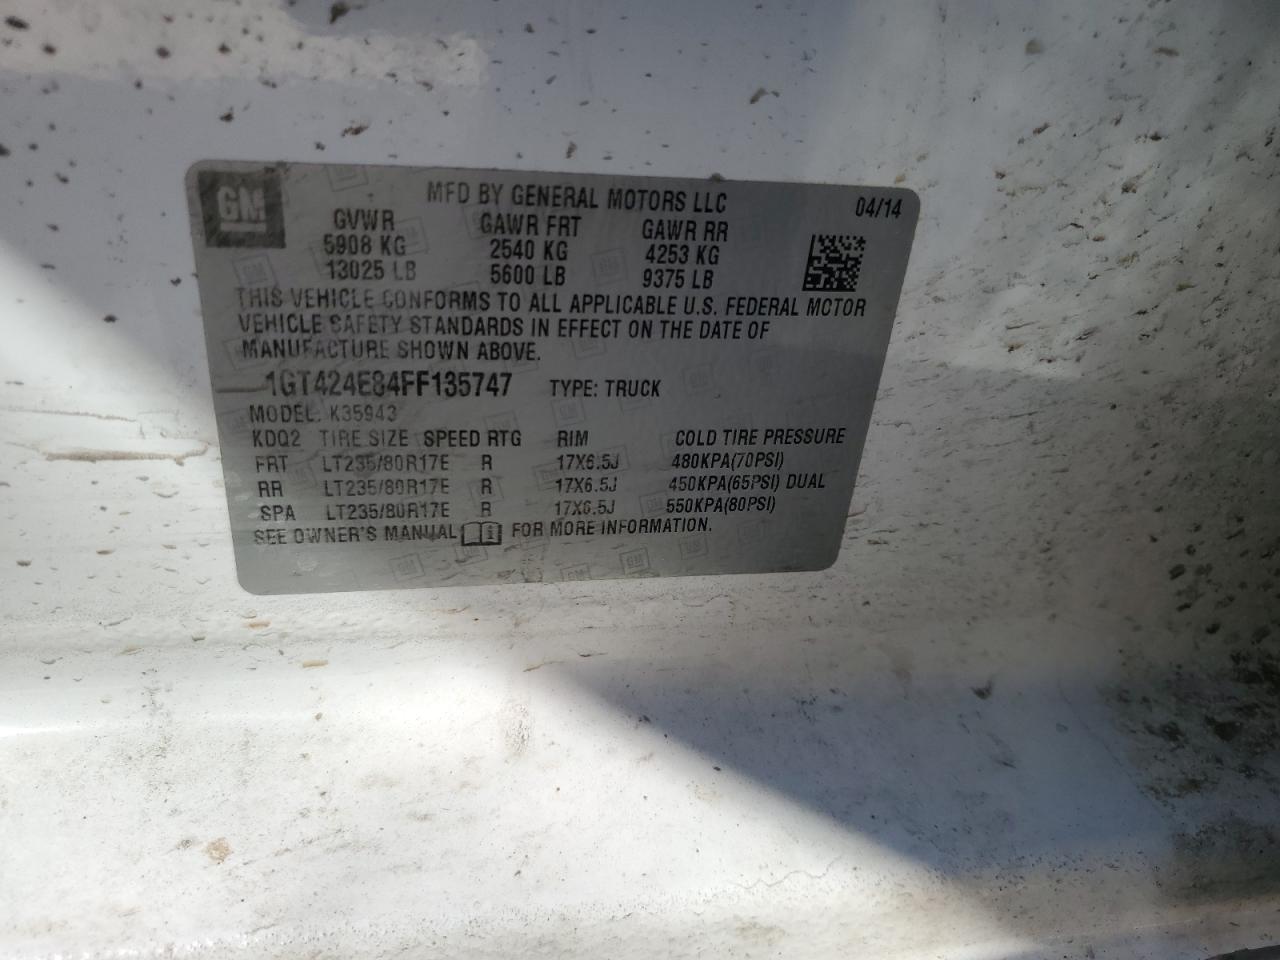 GM MFD BY GENERAL MOTORS LLC 04/14
GVWR GAWR FRT GAWR RR
5908 KG 2540 KG 4253 KG
13025 LB 5600 LB 9375 LB
THIS VEHICLE CONFORMS TO ALL APPLICABLE U.S. FEDERAL MOTOR
VEHICLE SAFETY STANDARDS IN EFFECT ON THE DATE OF
MANUFACTURE SHOWN ABOVE.
1GT424E84FF135747 TYPE: TRUCK
MODEL: K35943
KDQ2 TIRE SIZE SPEED RTG RIM COLD TIRE PRESSURE
FRT LT235/80R17E R 17X6.5J 480KPA(70PSI)
RR LT235/80R17E R 17X6.5J 450KPA(65PSI) DUAL
SPA LT235/80R17E R 17X6.5J 550KPA(80PSI)
SEE OWNER'S MANUAL FOR MORE INFORMATION.